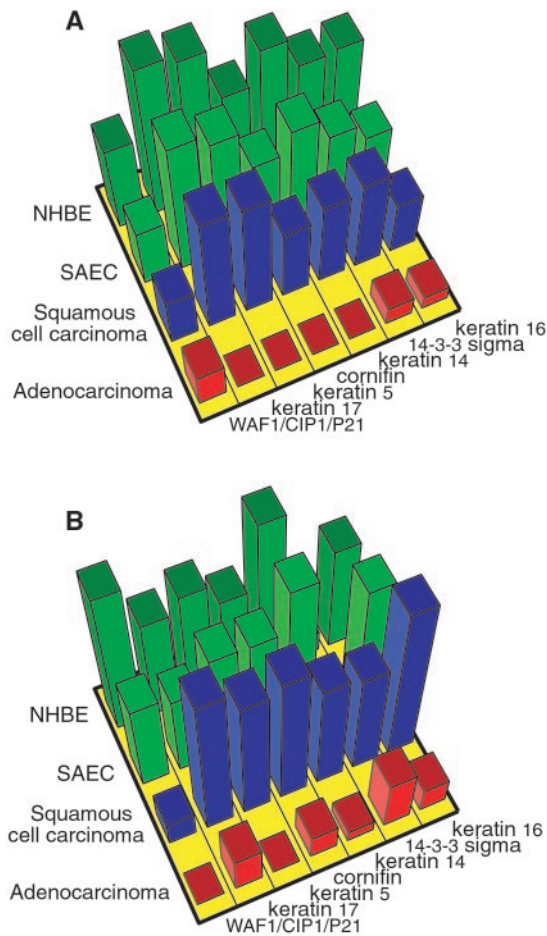 A
NHBE
SAEC
Squamous
cell carcinoma
Adenocarcinoma
keratin 16
14-3-3 sigma
keratin 14
cornifin
keratin 5
keratin 17
WAF1/CIP1/P21
B
NHBE
SAEC
Squamous
cell carcinoma
Adenocarcinoma
keratin 16
14-3-3 sigma
keratin 14
cornifin
keratin 5
keratin 17
WAF1/CIP1/P21